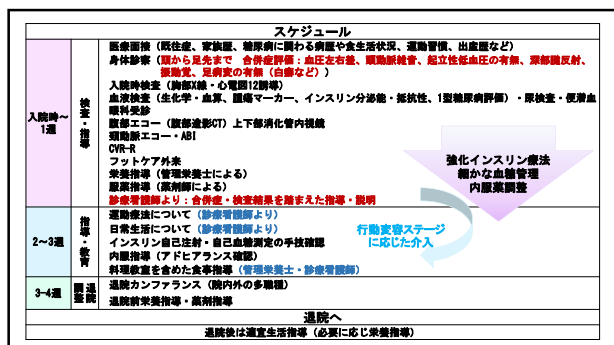 スケジュール
入院時～
1週
検査・指導
医療面接（既往症、家族歴、糖尿病に関わる病歴や食生活状況、運動習慣、出産歴など）
身体診察（頭から足先まで　合併症評価：血圧左右差、頸動脈雑音、起立性低血圧の有無、深部腱反射、
振動覚、足病変の有無（白癬など））
入院時検査（胸部X線・心電図12誘導）
血液検査（生化学・血算、腫瘍マーカー、インスリン分泌能・抵抗性、1型糖尿病評価）・尿検査・便潜血
眼科受診
腹部エコー（腹部造影CT）上下部消化管内視鏡
頸動脈エコー・ABI
CVR-R
フットケア外来
栄養指導（管理栄養士による）
服薬指導（薬剤師による）
診療看護師より：合併症・検査結果を踏まえた指導・説明
強化インスリン療法
細かな血糖管理
内服薬調整
2～3週
指導・教育
運動療法について（診療看護師より）
日常生活について（診療看護師より）
インスリン自己注射・自己血糖測定の手技確認
内服指導（アドヒアランス確認）
料理教室を含めた食事指導（管理栄養士・診療看護師）
行動変容ステージ
に応じた介入
3-4週
退院調整
退院カンファランス（院内外の多職種）
退院前栄養指導・薬剤指導
退院へ
退院後は適宜生活指導（必要に応じ栄養指導）